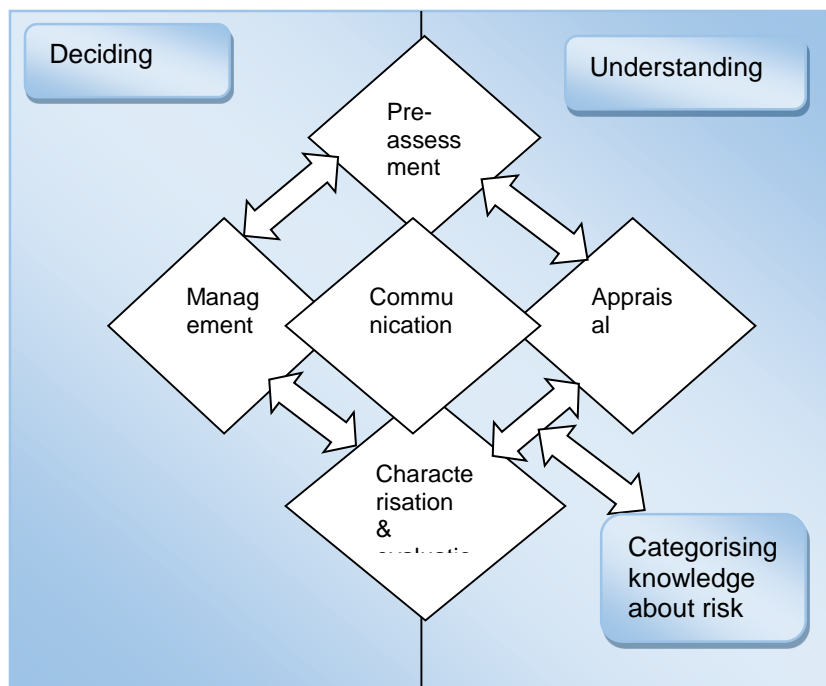 Deciding
Understanding
Pre-
assess
ment
Manag
ement
Commu
nication
Apprais
al
Characte
risation
&
Categorising
knowledge
about risk